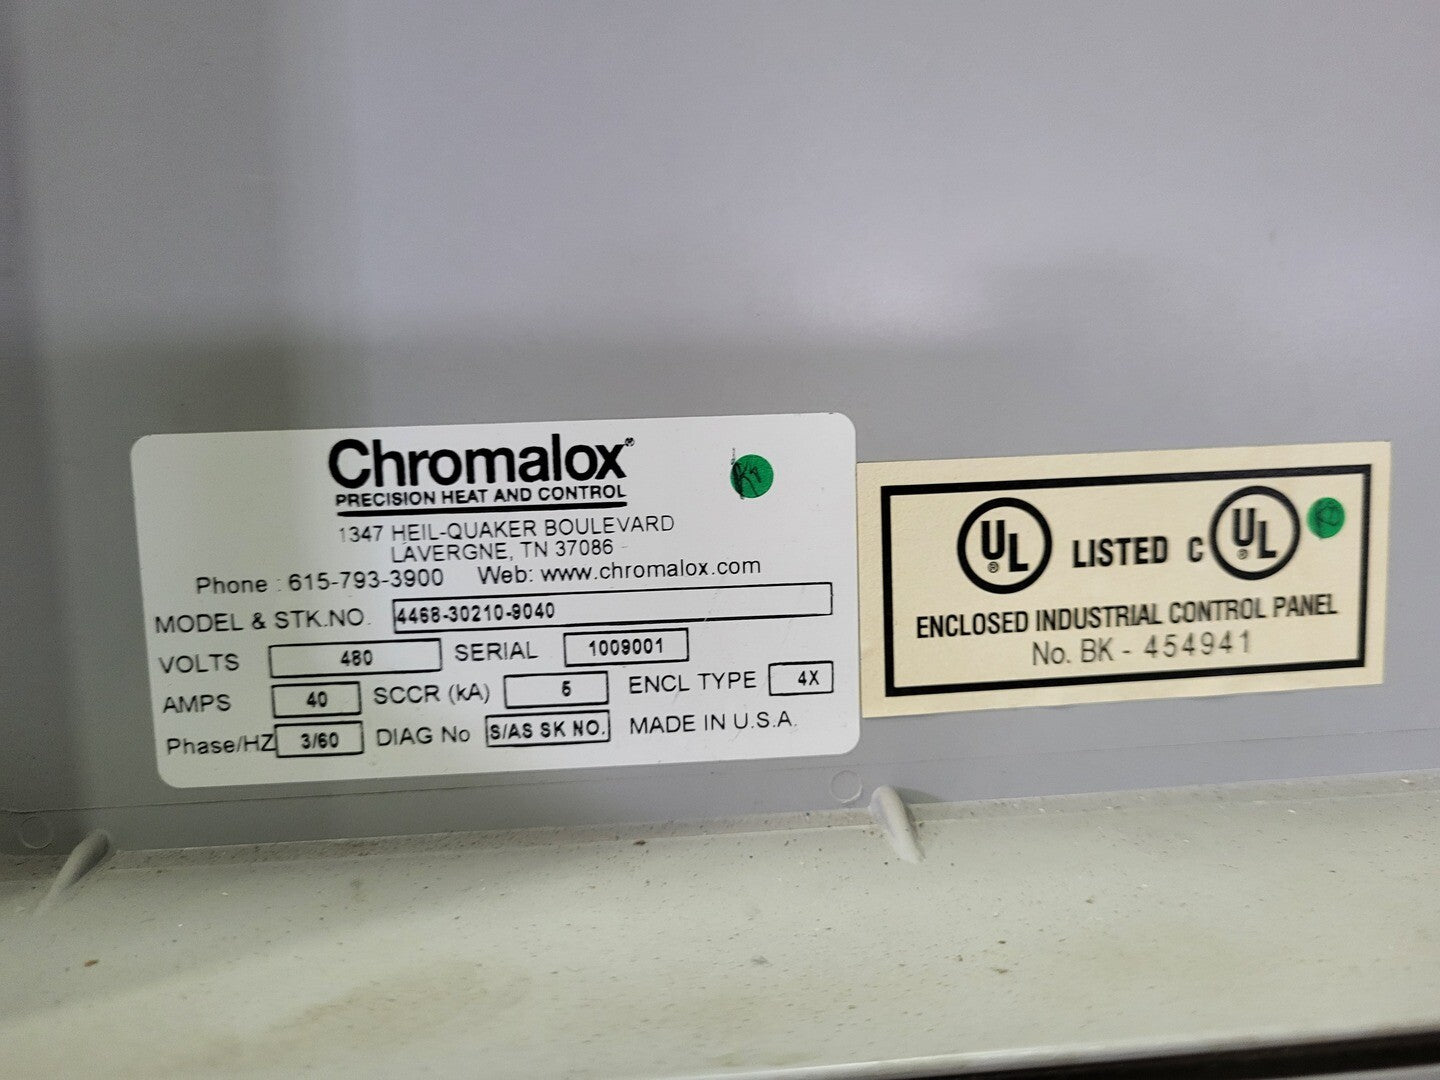 Chromalox®
PRECISION HEAT AND CONTROL
1347 HEIL-QUAKER BOULEVARD
LAVERGNE, TN 37086
Phone : 615-793-3900 Web: www.chromalox.com
MODEL & STK.NO. 4468-30210-9040
VOLTS 480 SERIAL 1009001
AMPS 40 SCCR (kA) 5 ENCL TYPE 4X
Phase/HZ 3/60 DIAG No S/AS SK NO. MADE IN U.S.A.
UL® LISTED C UL®
ENCLOSED INDUSTRIAL CONTROL PANEL
No. BK - 454941